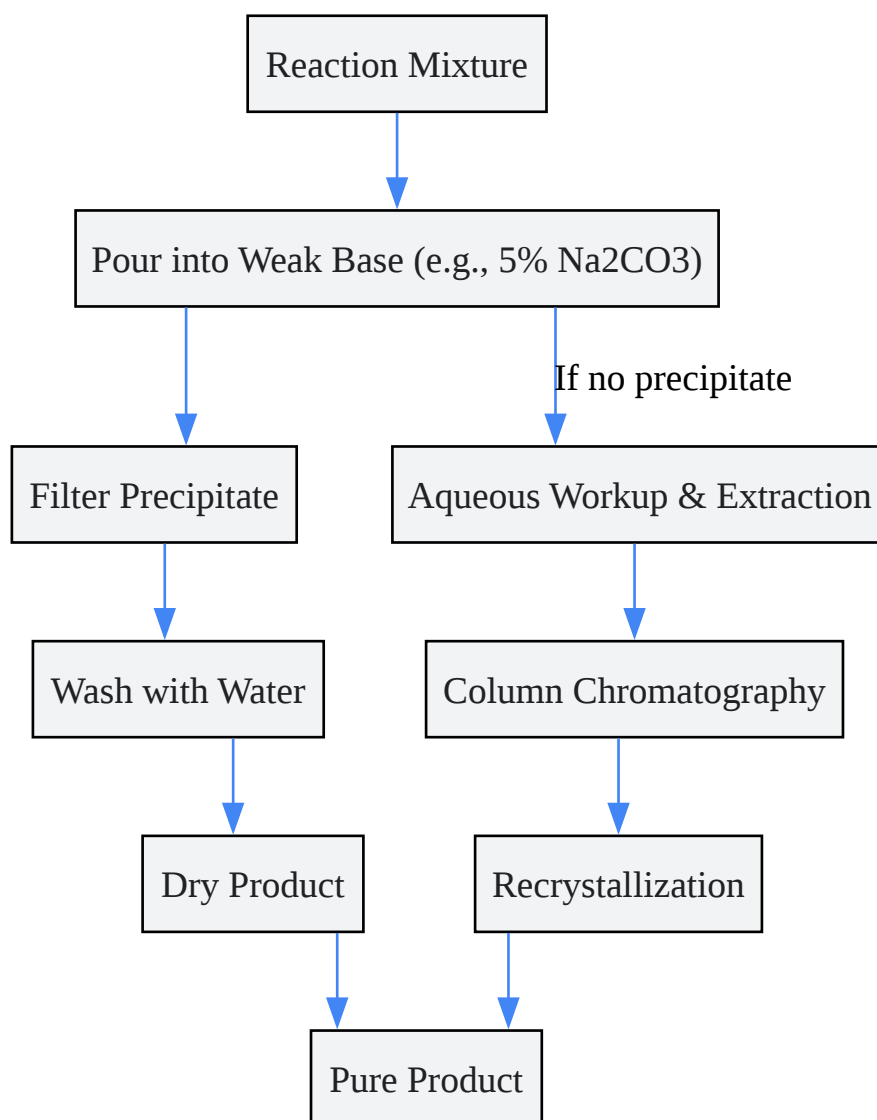 Reaction Mixture
Pour into Weak Base (e.g., 5% Na2CO3)
If no precipitate
Filter Precipitate
Aqueous Workup & Extraction
Wash with Water
Column Chromatography
Dry Product
Recrystallization
Pure Product